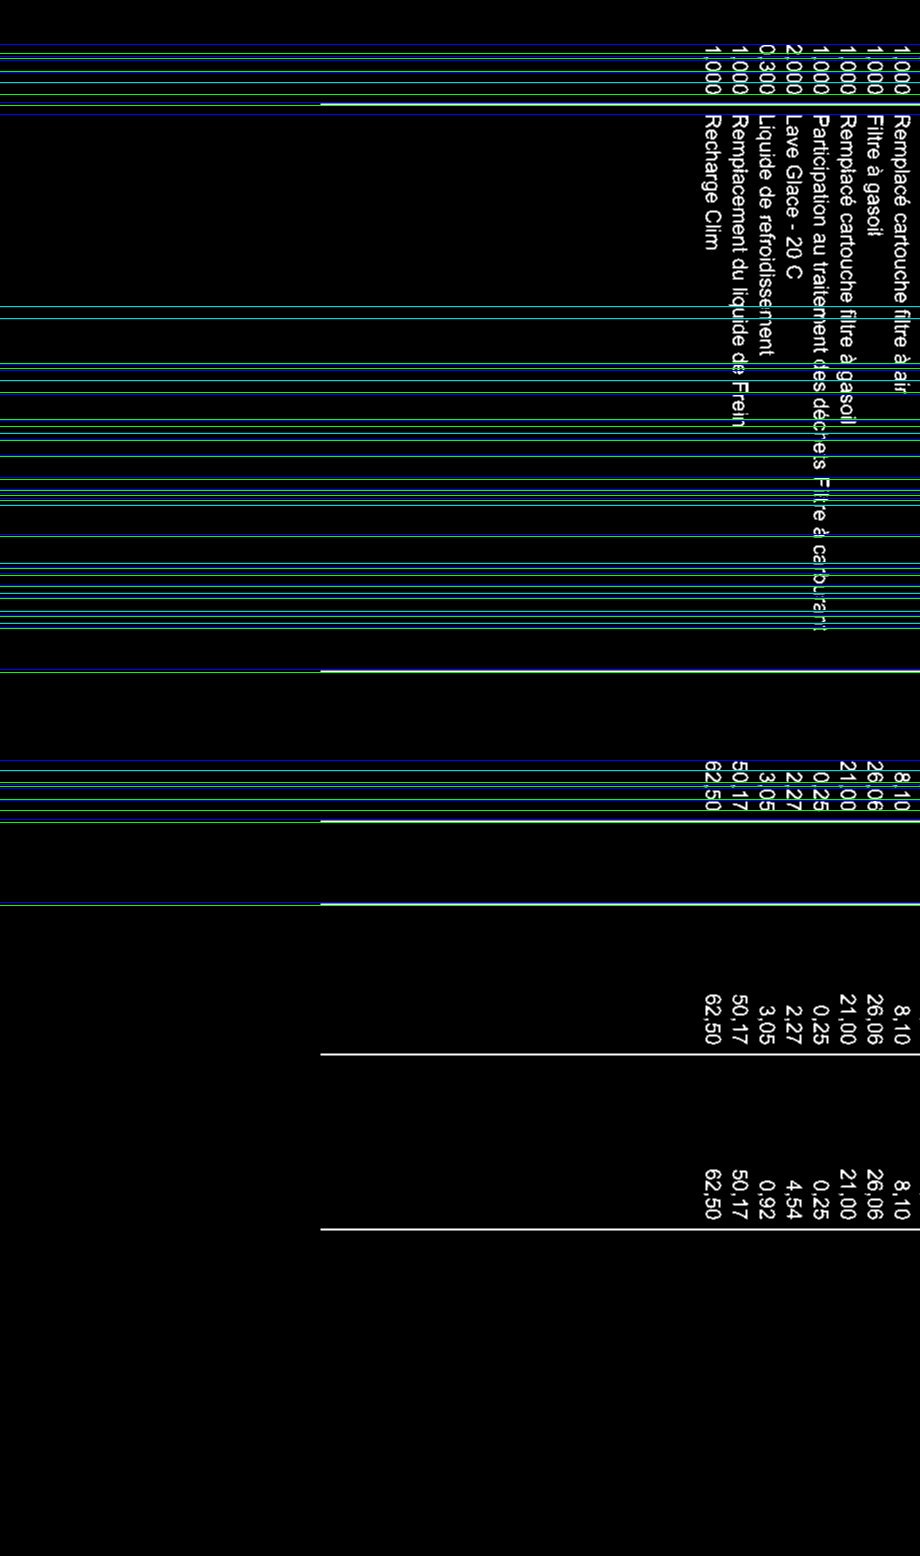 1,000 Remplacé cartouche filtre à air 8,10 8,10 8,10
1,000 Filtre à gasoil 26,06 26,06 26,06
1,000 Remplacé cartouche filtre à gasoil 21,00 21,00 21,00
1,000 Participation au traitement des déchets Filtre à carburant 0,25 0,25 0,25
2,000 Lave Glace - 20 C 2,27 2,27 4,54
0,300 Liquide de refroidissement 3,05 3,05 0,92
1,000 Remplacement du liquide de Frein 50,17 50,17 50,17
1,000 Recharge Clim 62,50 62,50 62,50